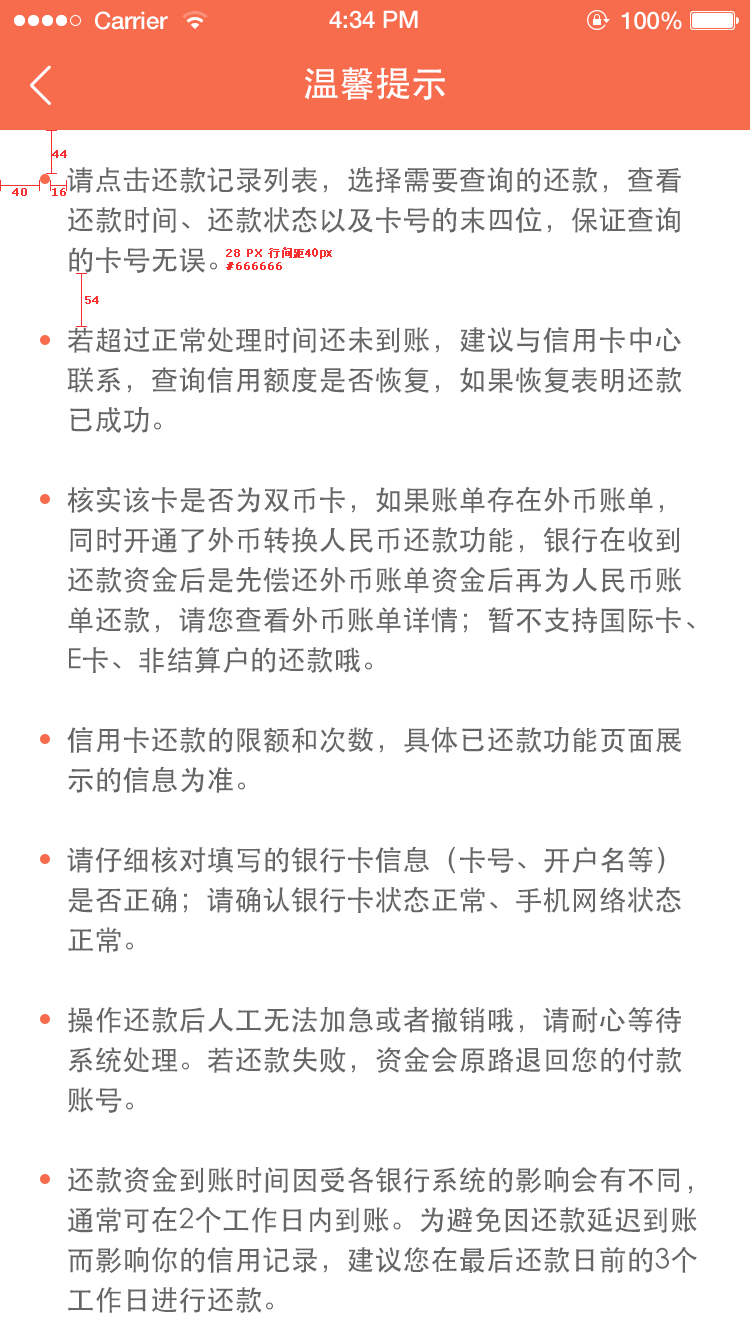 Carrier 4:34 PM 100%
温馨提示
44
40 16
请点击还款记录列表，选择需要查询的还款，查看
还款时间、还款状态以及卡号的末四位，保证查询
的卡号无误。
28 PX 行间距40px
#666666
54
若超过正常处理时间还未到账，建议与信用卡中心
联系，查询信用额度是否恢复，如果恢复表明还款
已成功。
核实该卡是否为双币卡，如果账单存在外币账单，
同时开通了外币转换人民币还款功能，银行在收到
还款资金后是先偿还外币账单资金后再为人民币账
单还款，请您查看外币账单详情；暂不支持国际卡、
E卡、非结算户的还款哦。
信用卡还款的限额和次数，具体已还款功能页面展
示的信息为准。
请仔细核对填写的银行卡信息（卡号、开户名等）
是否正确；请确认银行卡状态正常、手机网络状态
正常。
操作还款后人工无法加急或者撤销哦，请耐心等待
系统处理。若还款失败，资金会原路退回您的付款
账号。
还款资金到账时间因受各银行系统的影响会有不同，
通常可在2个工作日内到账。为避免因还款延迟到账
而影响你的信用记录，建议您在最后还款日前的3个
工作日进行还款。